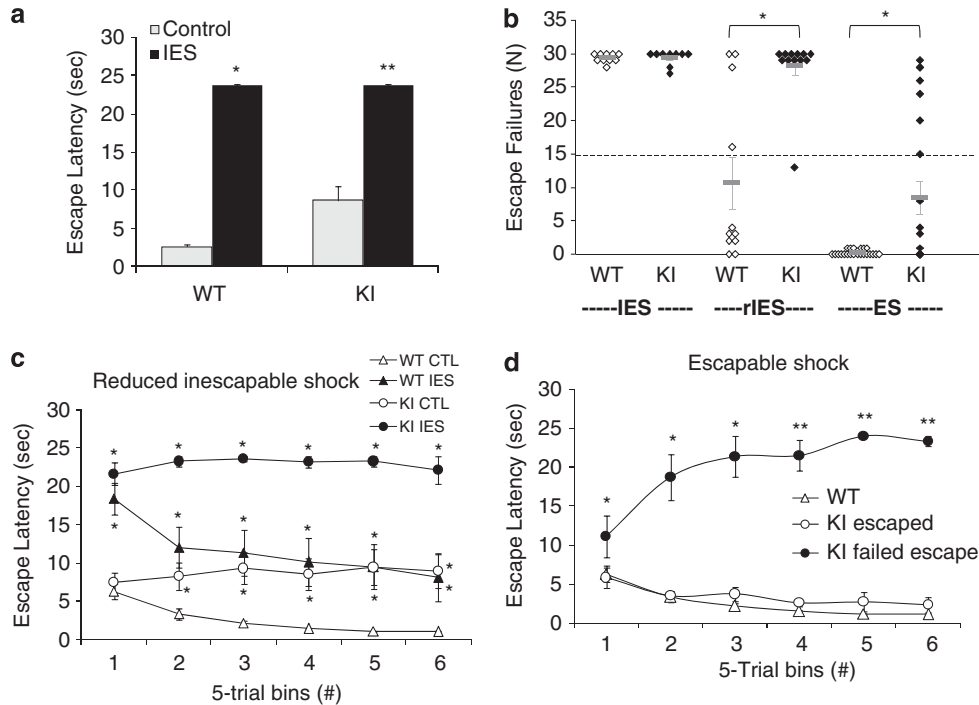 a
Control
IES
Escape Latency (sec)
30
25
20
15
10
5
0
*
**
WT KI
b
*
*
Escape Failures (N)
35
30
25
20
15
10
5
0
WT KI WT KI WT KI
-----IES ----- ----rIES---- -----ES -----
c
Reduced inescapable shock
WT CTL
WT IES
KI CTL
KI IES
Escape Latency (sec)
30
25
20
15
10
5
0
* * * * * *
* * * * * *
* * * * * *
1 2 3 4 5 6
5-trial bins (#)
d
Escapable shock
Escape Latency (sec)
30
25
20
15
10
5
0
* * * ** ** **
WT
KI escaped
KI failed escape
1 2 3 4 5 6
5-Trial bins (#)